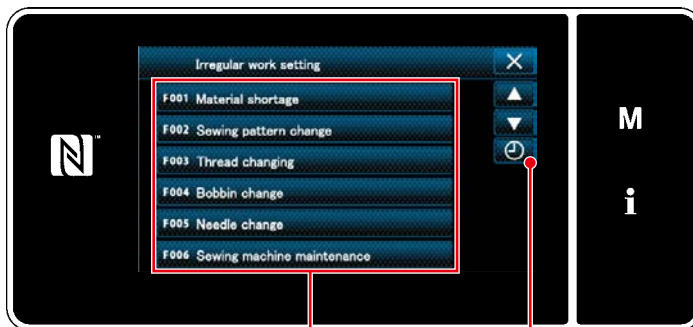 Irregular work setting
F001 Material shortage
F002 Sewing pattern change
F003 Thread changing
F004 Bobbin change
F005 Needle change
F006 Sewing machine maintenance
M
i